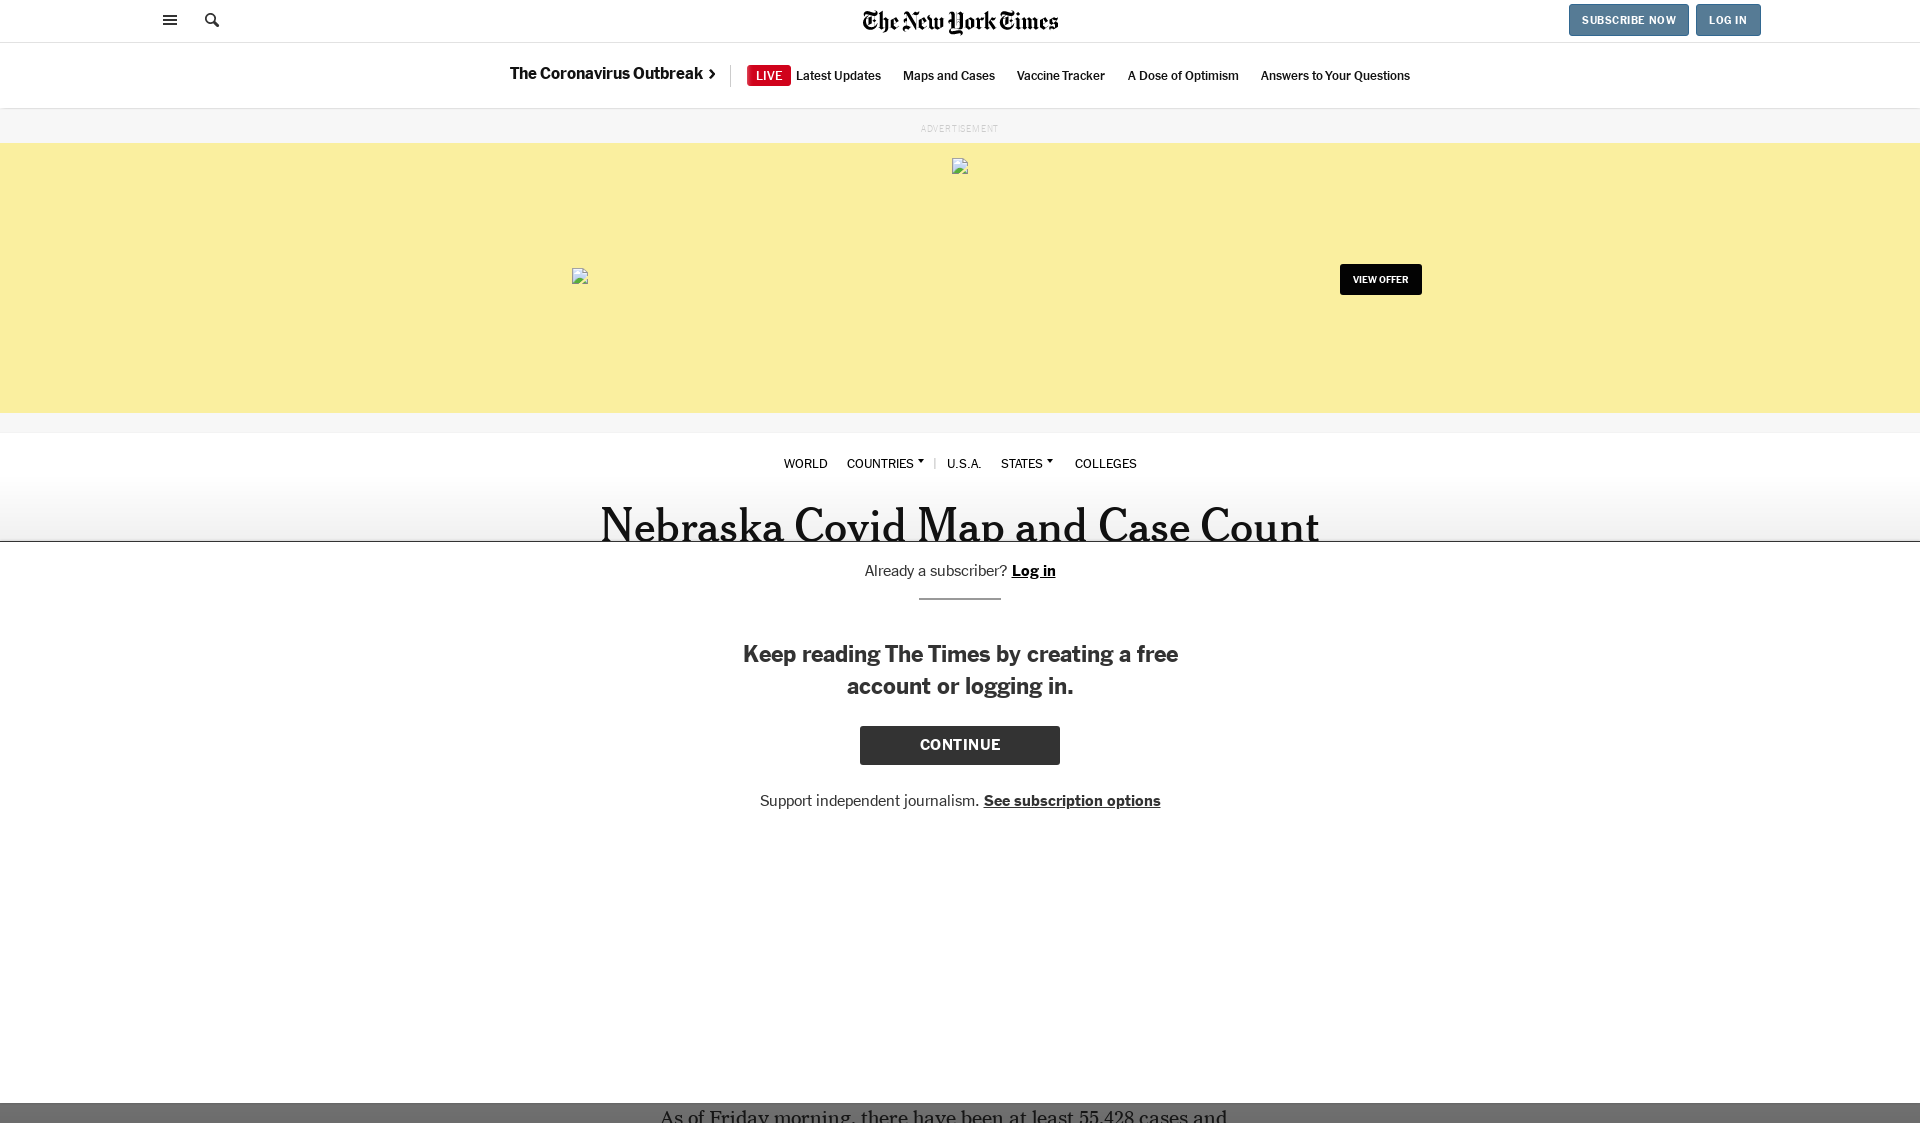 The New York Times
SUBSCRIBE NOW
LOG IN
The Coronavirus Outbreak ›
LIVE Latest Updates
Maps and Cases
Vaccine Tracker
A Dose of Optimism
Answers to Your Questions
ADVERTISEMENT
VIEW OFFER
WORLD
COUNTRIES
U.S.A.
STATES
COLLEGES
Nebraska Covid Map and Case Count
Already a subscriber? Log in
Keep reading The Times by creating a free
account or logging in.
CONTINUE
Support independent journalism. See subscription options
As of Friday morning, there have been at least 55,428 cases and